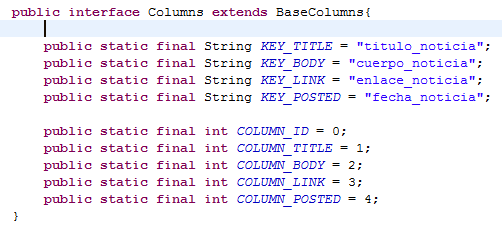 public interface Columns extends BaseColumns{
public static final String KEY_TITLE = "titulo_noticia";
public static final String KEY_BODY = "cuerpo_noticia";
public static final String KEY_LINK = "enlace_noticia";
public static final String KEY_POSTED = "fecha_noticia";
public static final int COLUMN_ID = 0;
public static final int COLUMN_TITLE = 1;
public static final int COLUMN_BODY = 2;
public static final int COLUMN_LINK = 3;
public static final int COLUMN_POSTED = 4;
}